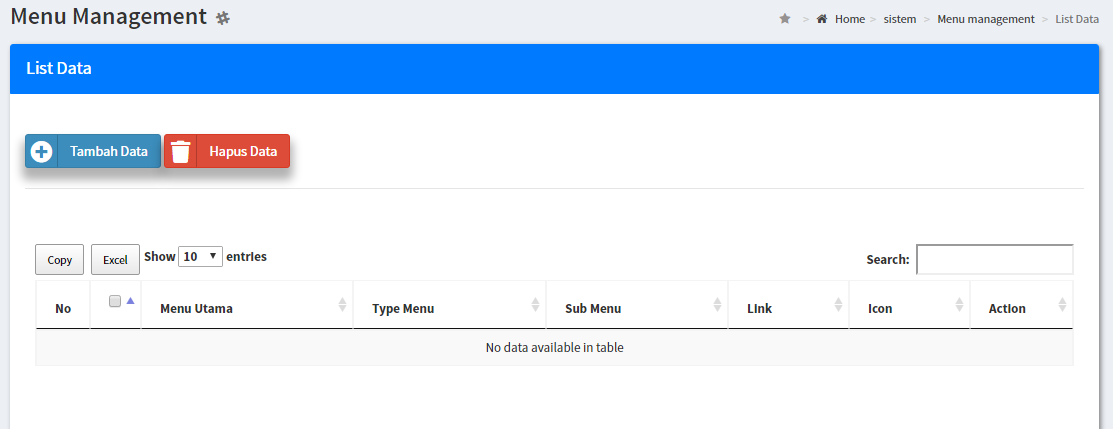 Menu Management
> Home > sistem > Menu management > List Data
List Data
Tambah Data Hapus Data
Copy Excel Show 10 entries Search:
No Menu Utama Type Menu Sub Menu Link Icon Action
No data available in table